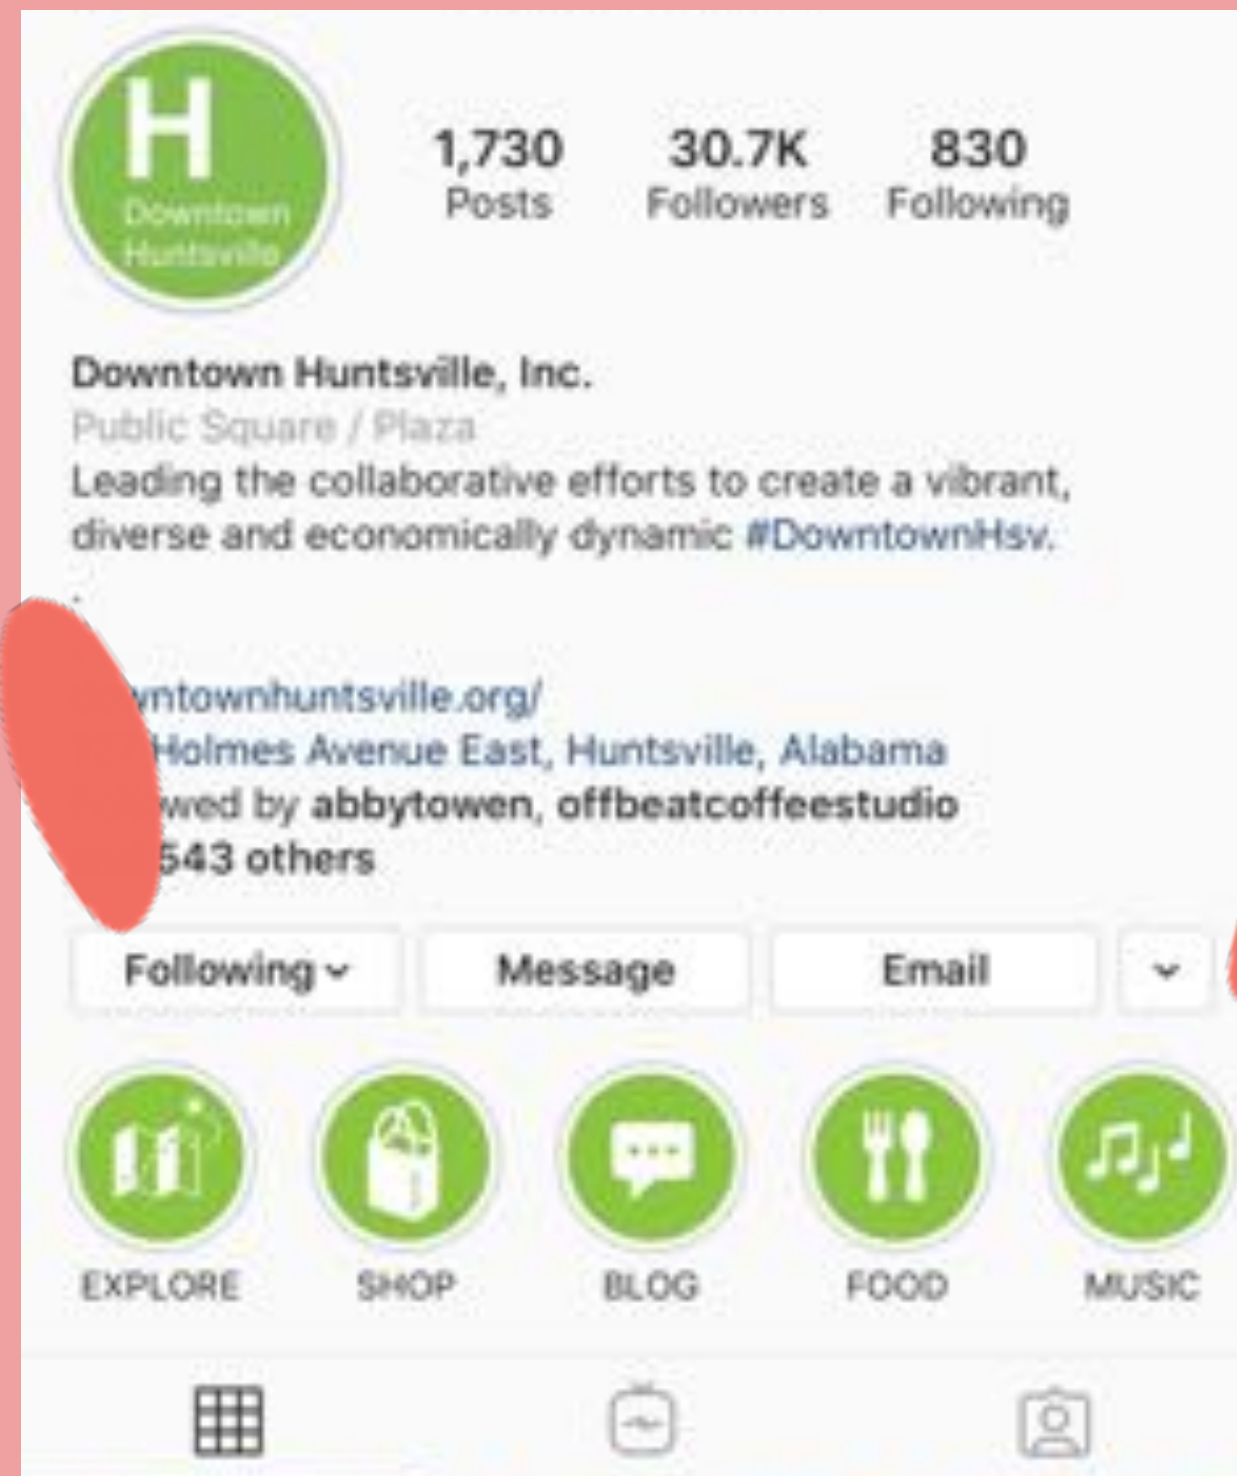 H
Downtown
Huntsville
1,730 30.7K 830
Posts Followers Following
Downtown Huntsville, Inc.
Public Square / Plaza
Leading the collaborative efforts to create a vibrant,
diverse and economically dynamic #DowntownHsv.
.
wntownhuntsville.org/
Holmes Avenue East, Huntsville, Alabama
wed by abbytowen, offbeatcoffeestudio
543 others
Following Message Email
EXPLORE SHOP BLOG FOOD MUSIC